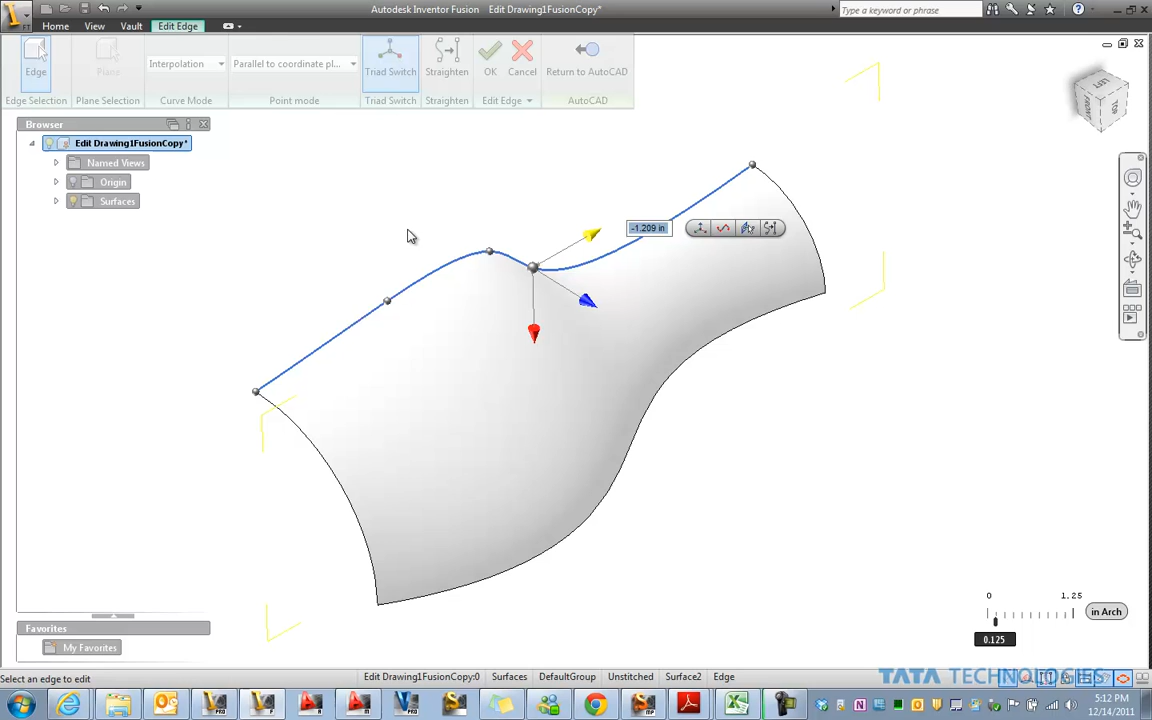 Autodesk Inventor Fusion Edit Drawing1FusionCopy*
Type a keyword or phrase
FT
Home View Vault Edit Edge
Edge Plane Interpolation Parallel to coordinate pl... Triad Switch Straighten OK Cancel Return to AutoCAD
Edge Selection Plane Selection Curve Mode Point mode Triad Switch Straighten Edit Edge AutoCAD
Browser
Edit Drawing1FusionCopy*
Named Views
Origin
Surfaces
-1.209 in
LEFT
TOP
FRONT
0 1.25
in Arch
0.125
Favorites
My Favorites
Select an edge to edit
Edit Drawing1FusionCopy:0 Surfaces DefaultGroup Unstitched Surface2 Edge
TATA TECHNOLOGIES
5:12 PM
12/14/2011